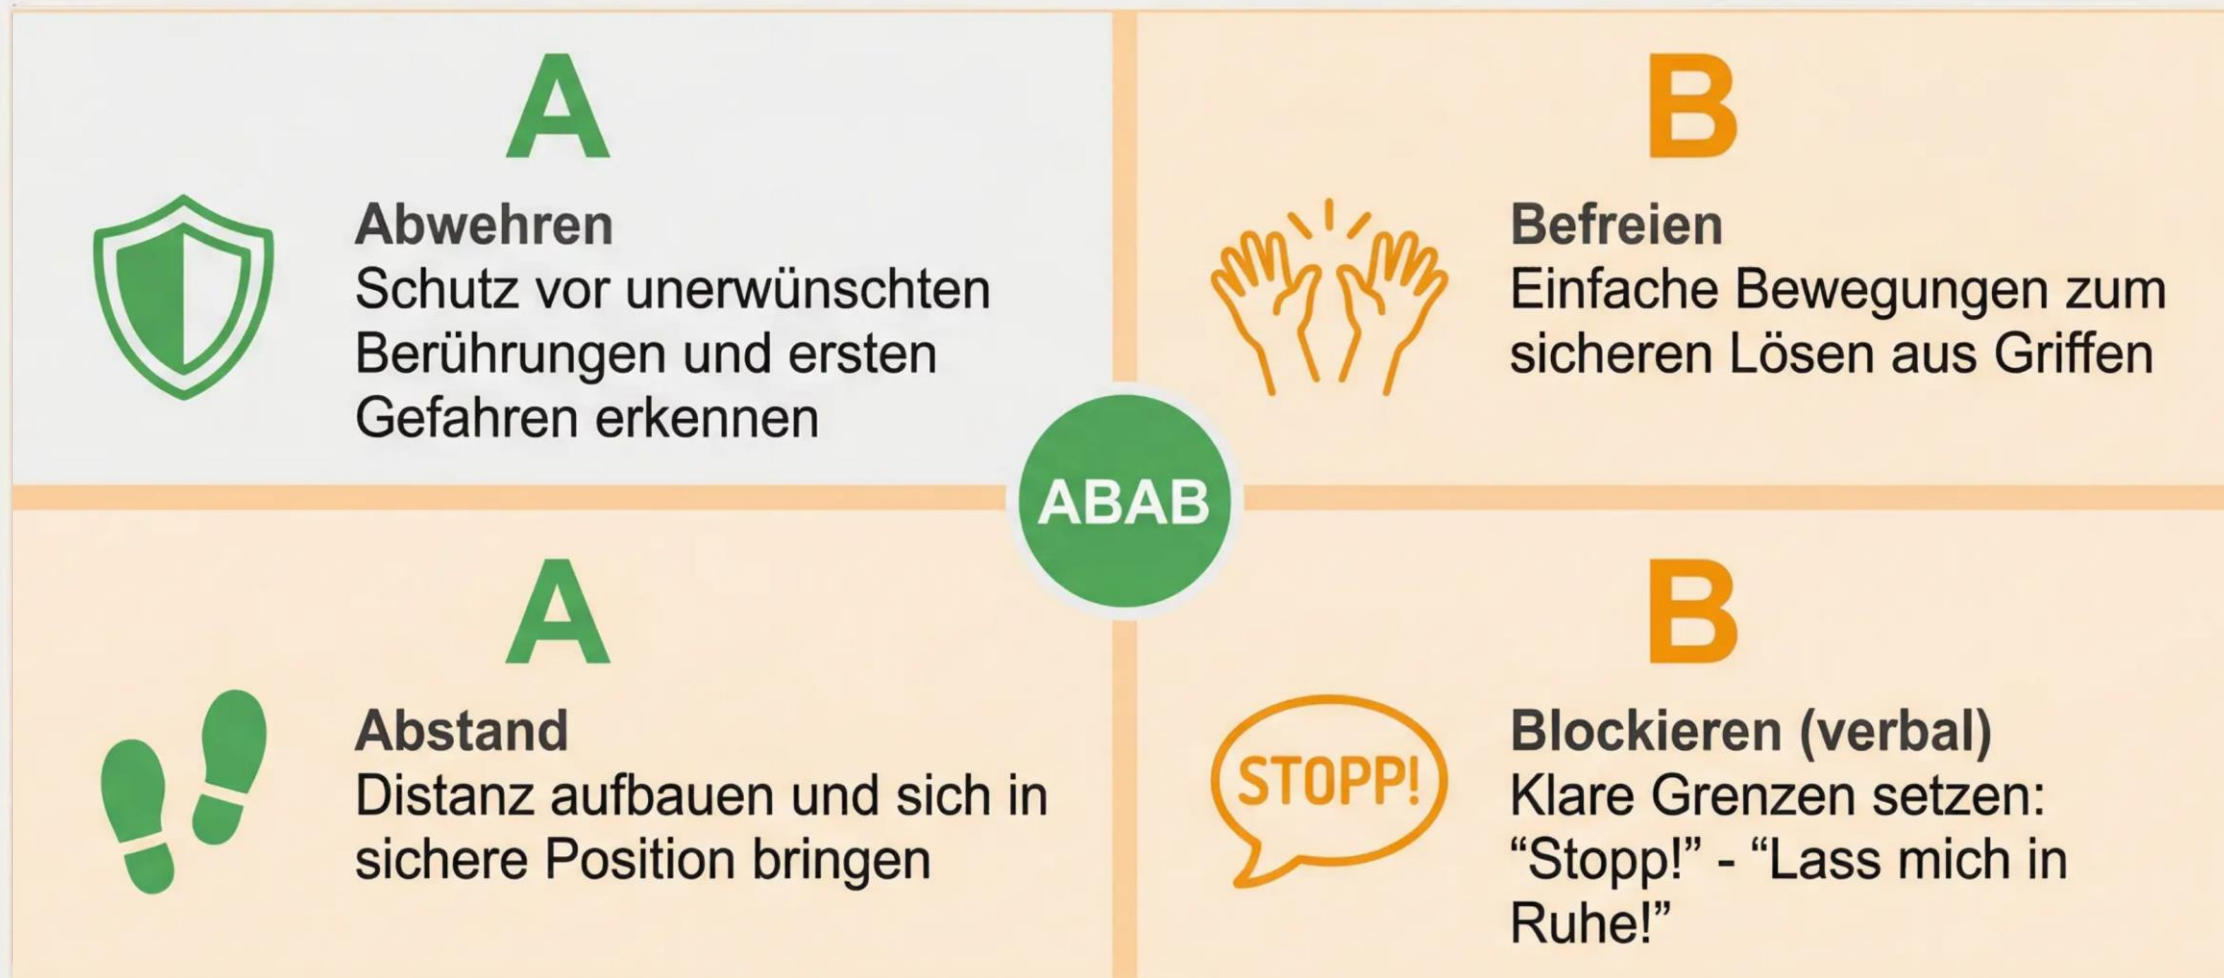 A
Abwehren
Schutz vor unerwünschten
Berührungen und ersten
Gefahren erkennen
B
Befreien
Einfache Bewegungen zum
sicheren Lösen aus Griffen
ABAB
A
Abstand
Distanz aufbauen und sich in
sichere Position bringen
B
STOPP!
Blockieren (verbal)
Klare Grenzen setzen:
“Stopp!” - “Lass mich in
Ruhe!”